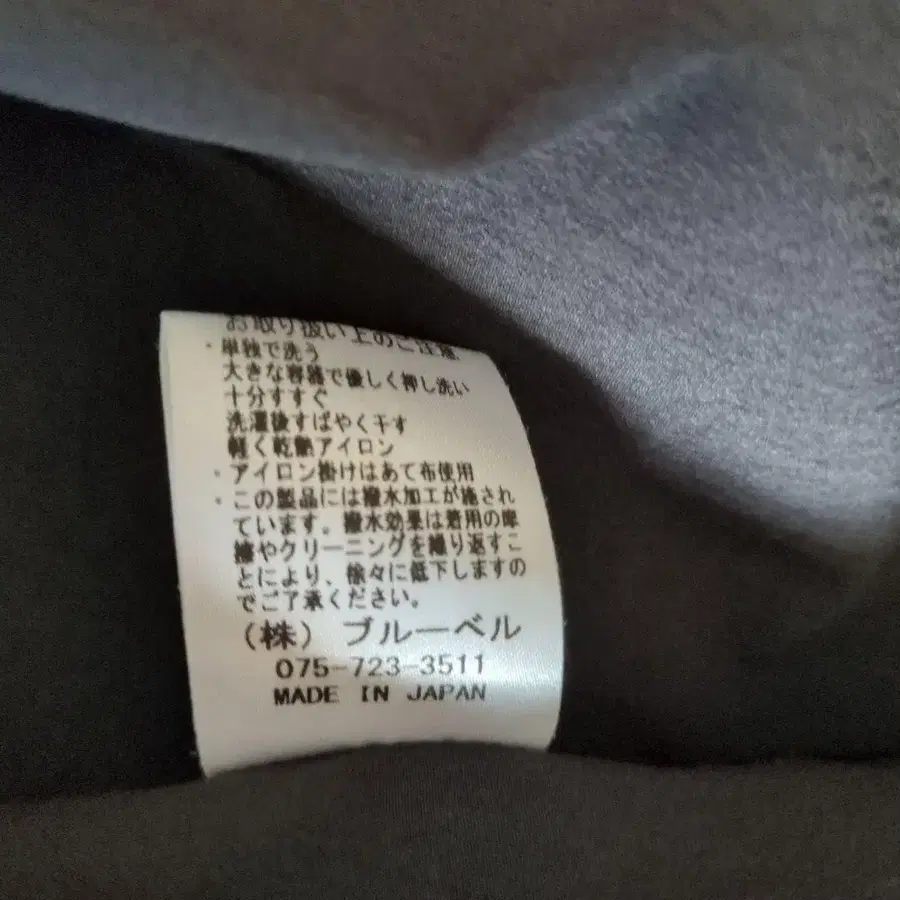 お取り扱い上のご注意
・単独で洗う
大きな容器で優しく押し洗い
十分すすぐ
洗濯後すばやく干す
軽く乾熱アイロン
・アイロン掛けはあて布使用
・この製品には撥水加工が施され
ています。撥水効果は着用の摩
擦やクリーニングを繰り返すこ
とにより、徐々に低下しますの
でご了承ください。
(株) ブルーベル
075-723-3511
MADE IN JAPAN